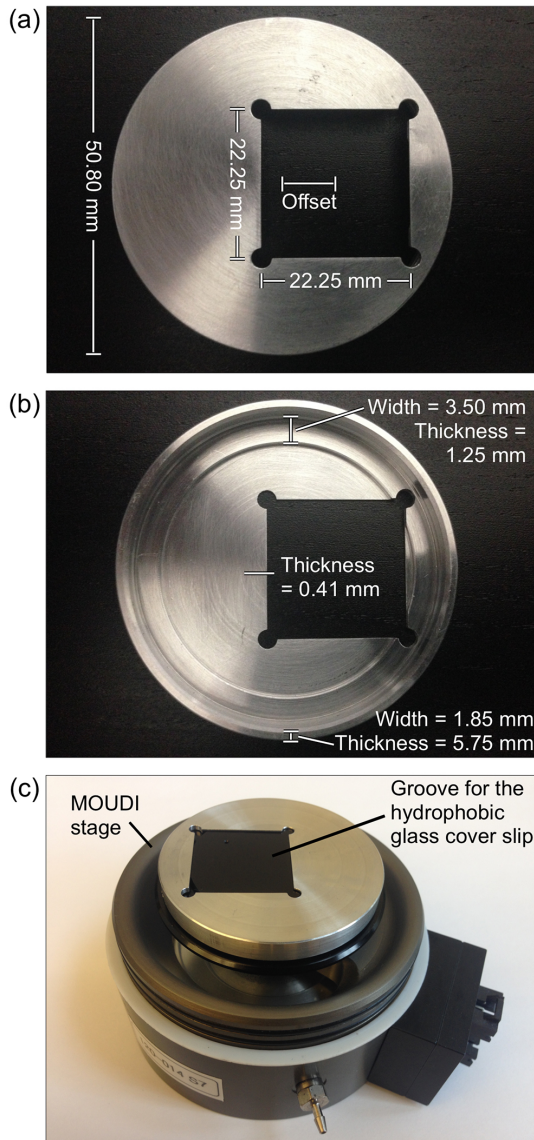 (a)
50.80 mm
22.25 mm
Offset
22.25 mm
(b)
Width = 3.50 mm
Thickness =
1.25 mm
Thickness
= 0.41 mm
Width = 1.85 mm
Thickness = 5.75 mm
(c)
MOUDI
stage
Groove for the
hydrophobic
glass cover slip